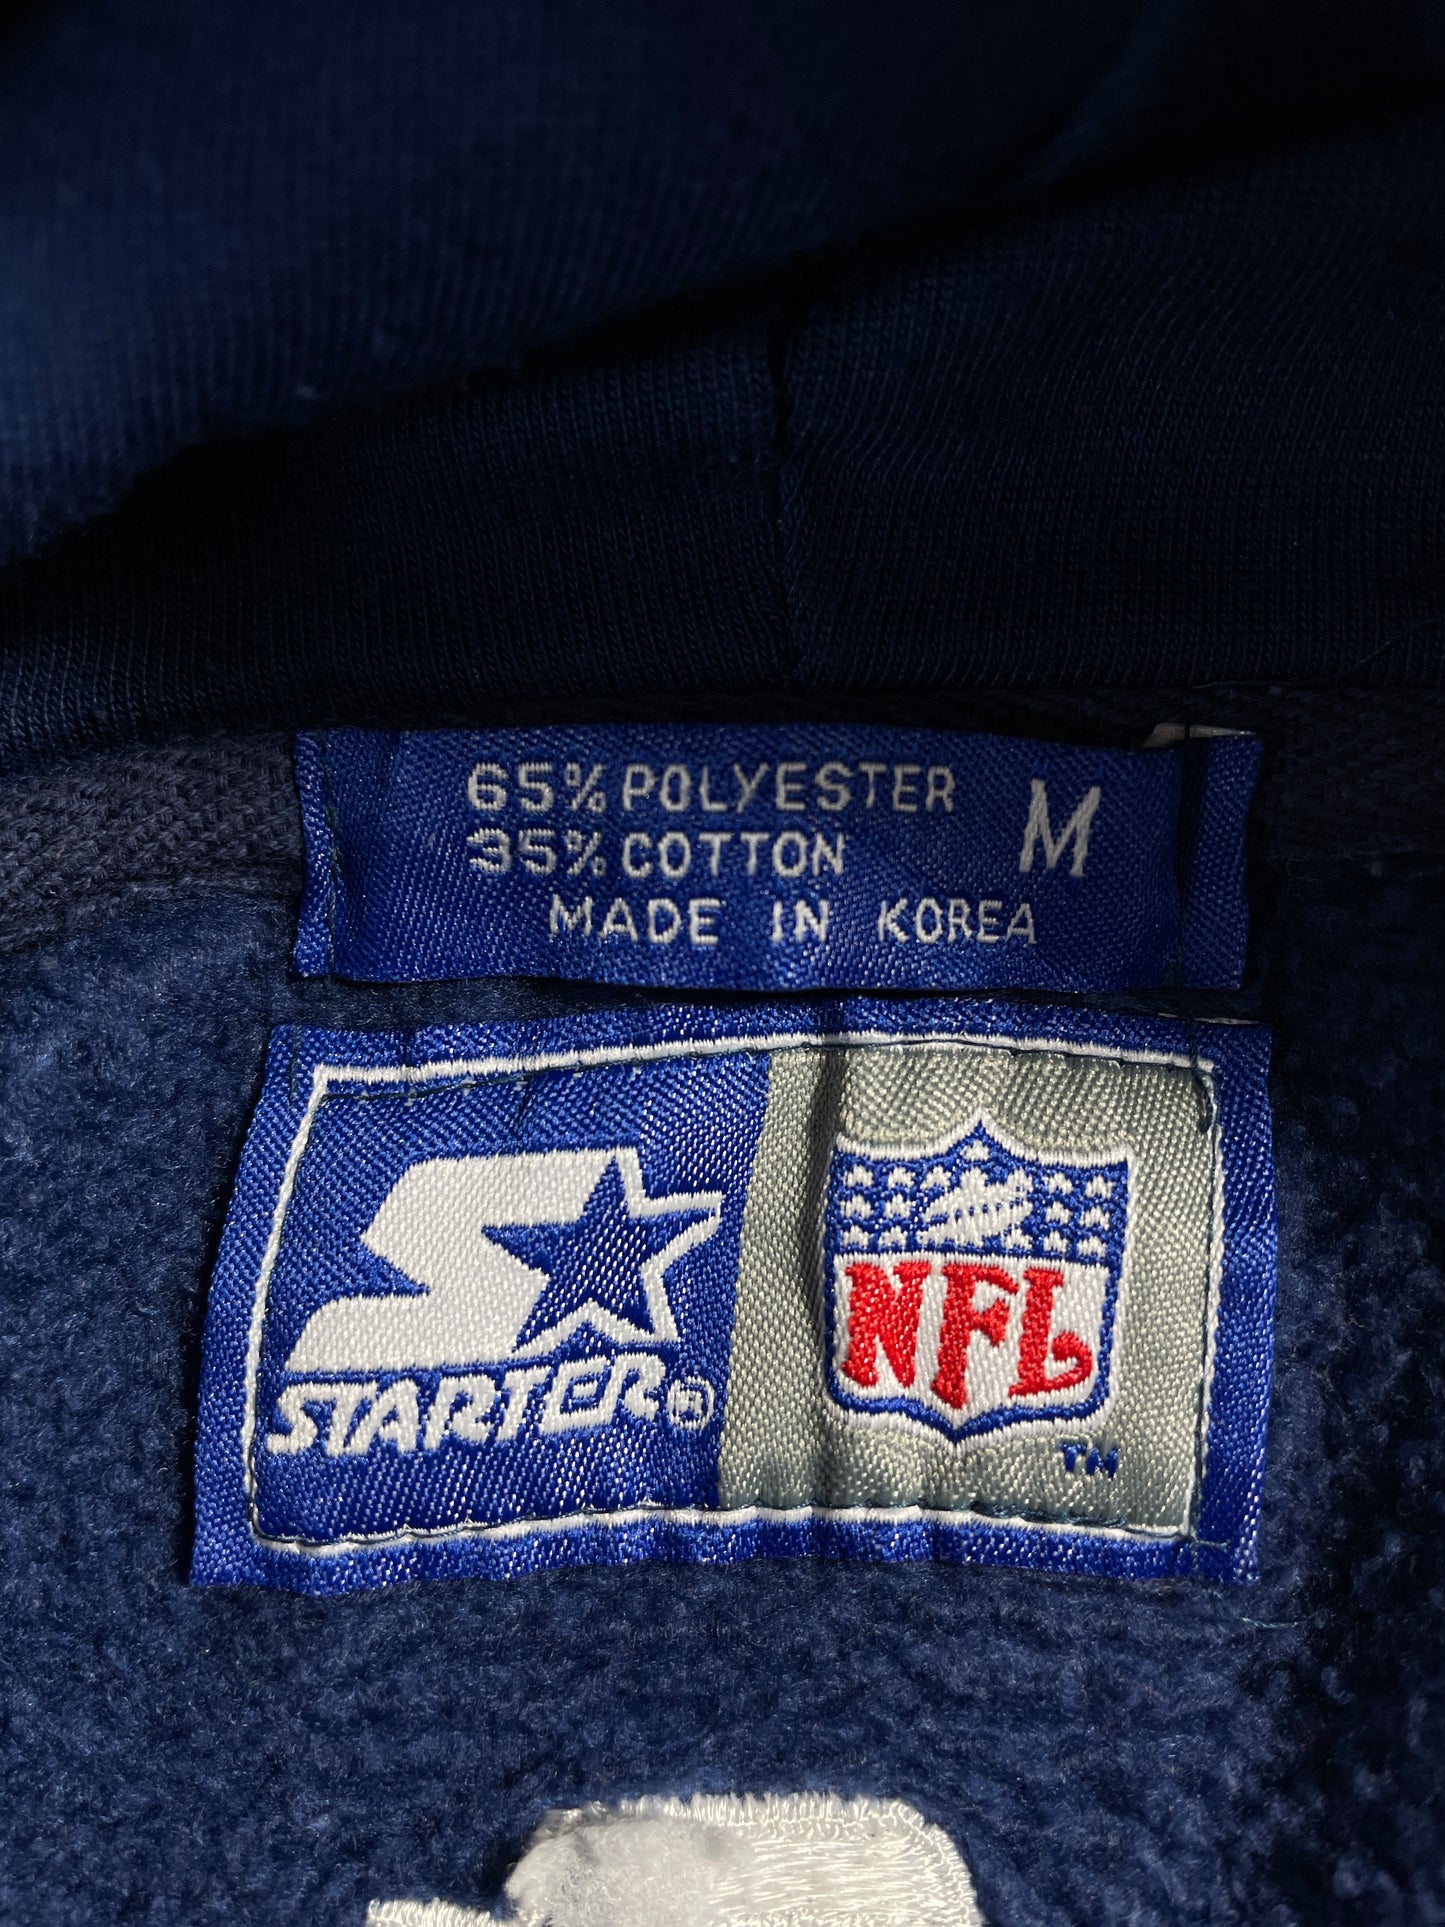 65% POLYESTER
35% COTTON
M
MADE IN KOREA
STARTER®
NFL
TM